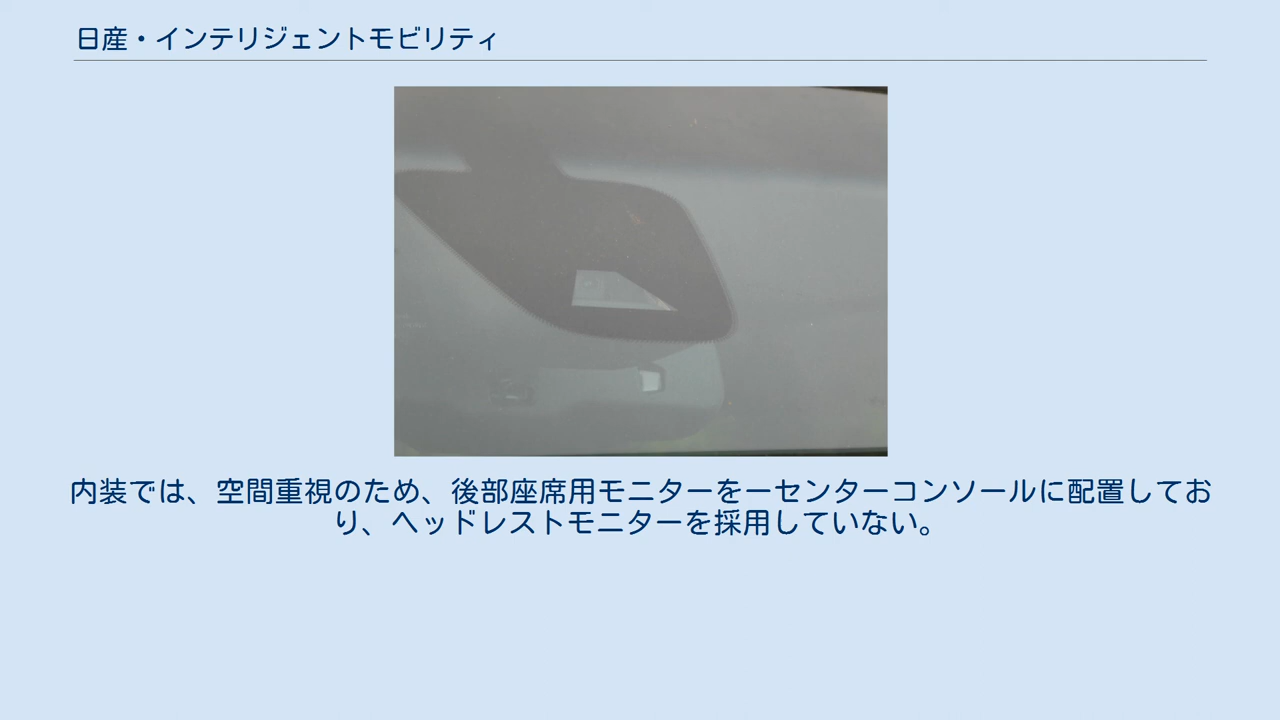 日産・インテリジェントモビリティ
内装では、空間重視のため、後部座席用モニターをーセンターコンソールに配置してお
り、ヘッドレストモニターを採用していない。